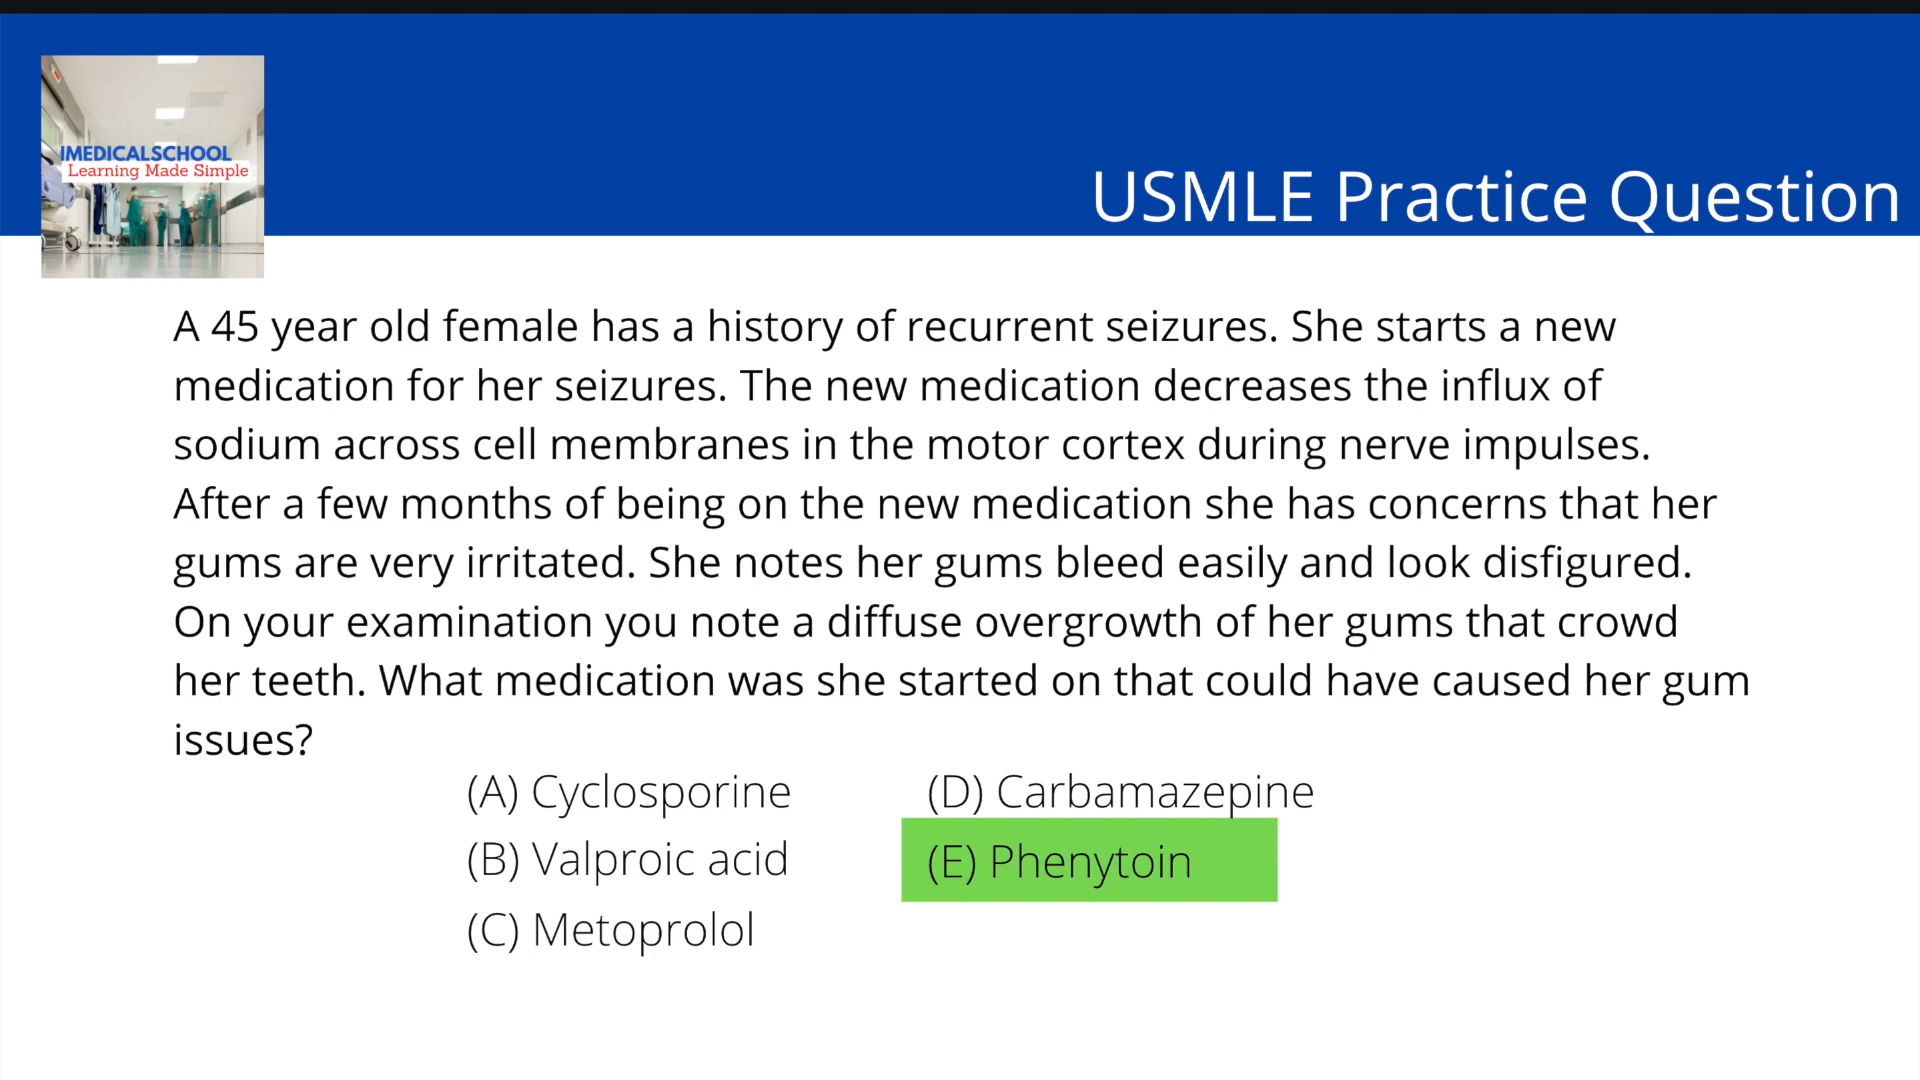 IMEDICALSCHOOL
Learning Made Simple
USMLE Practice Question
A 45 year old female has a history of recurrent seizures. She starts a new
medication for her seizures. The new medication decreases the influx of
sodium across cell membranes in the motor cortex during nerve impulses.
After a few months of being on the new medication she has concerns that her
gums are very irritated. She notes her gums bleed easily and look disfigured.
On your examination you note a diffuse overgrowth of her gums that crowd
her teeth. What medication was she started on that could have caused her gum
issues?
(A) Cyclosporine
(B) Valproic acid
(C) Metoprolol
(D) Carbamazepine
(E) Phenytoin